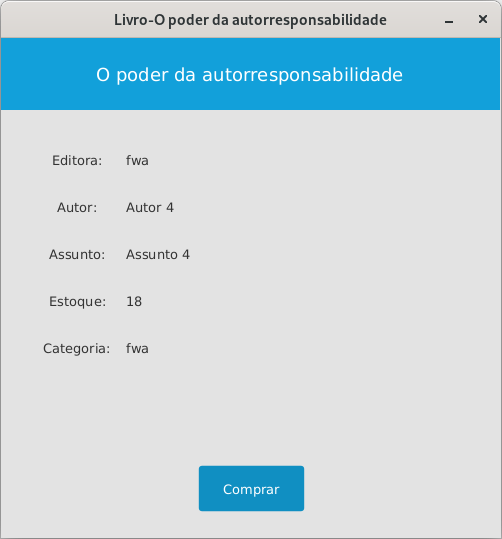 Livro-O poder da autorresponsabilidade
O poder da autorresponsabilidade
Editora: fwa
Autor: Autor 4
Assunto: Assunto 4
Estoque: 18
Categoria: fwa
Comprar